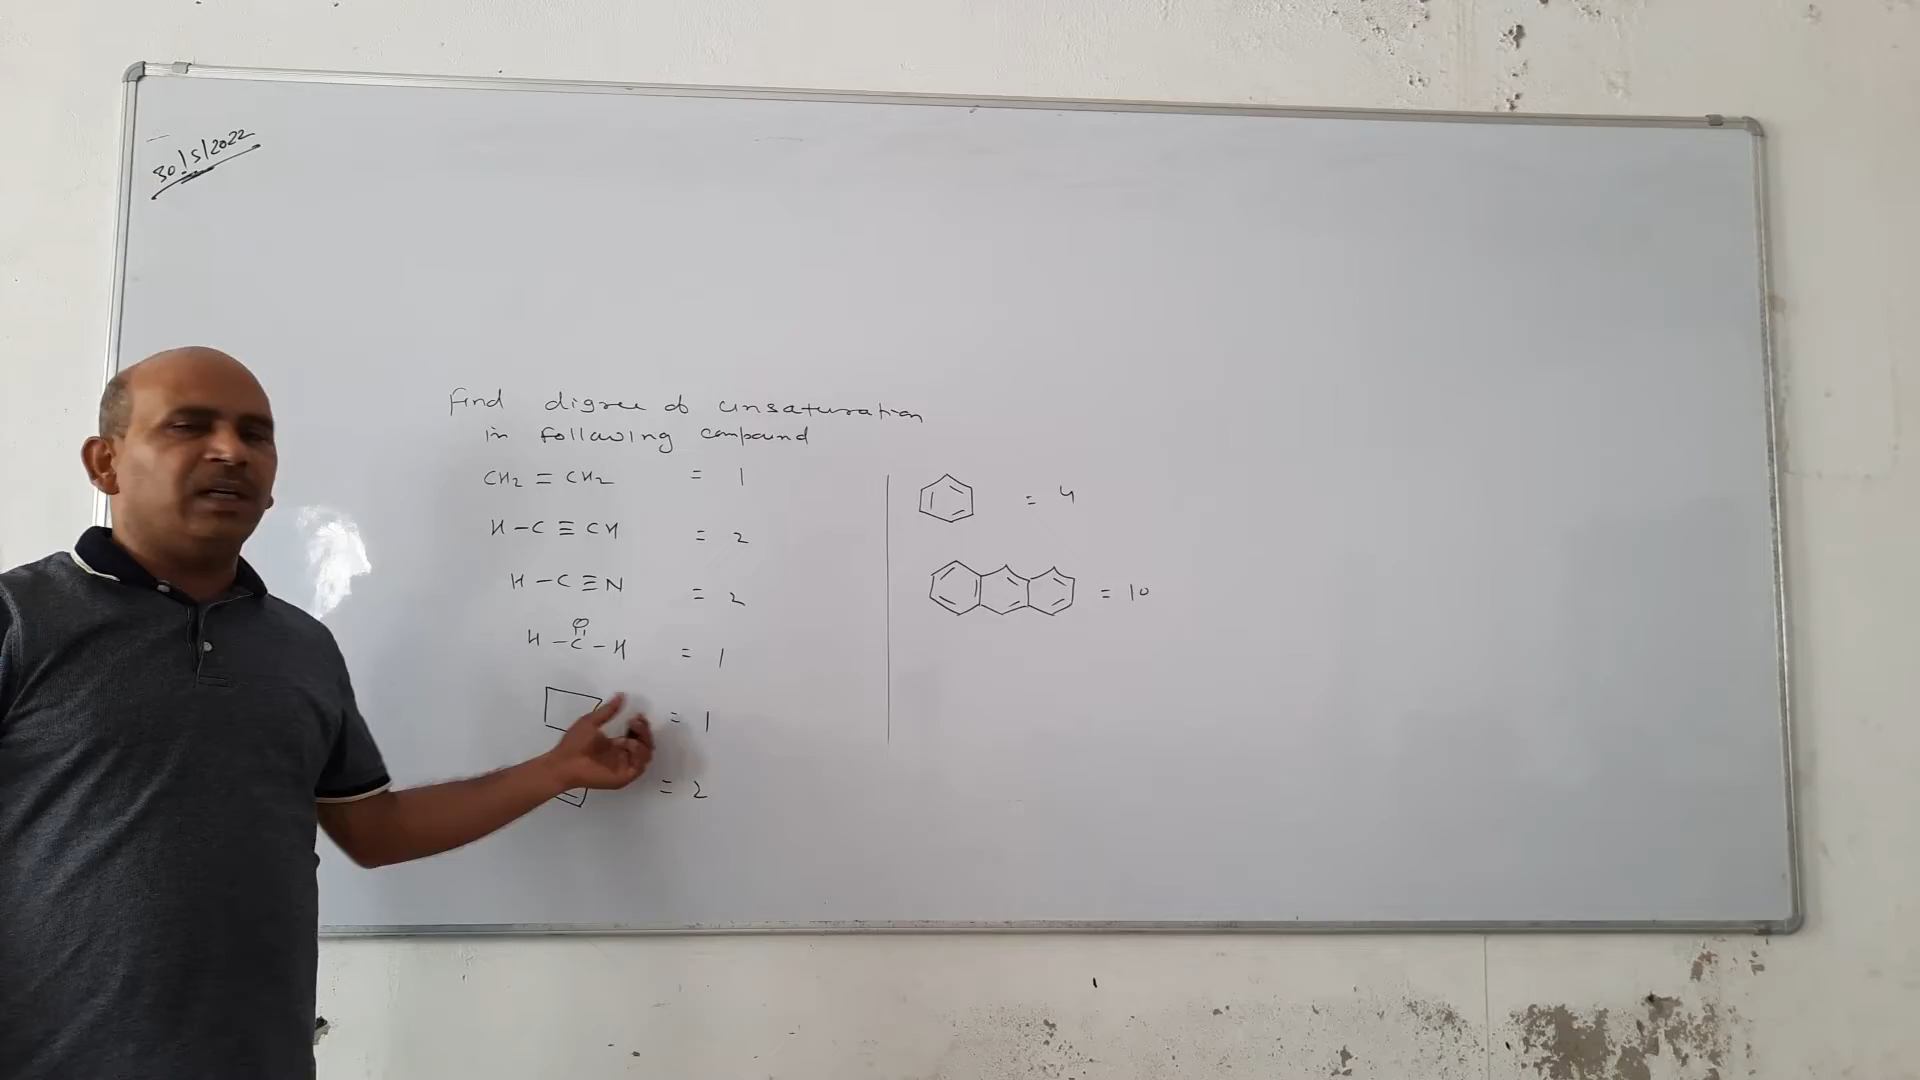 30/5/2022
Find digree of unsaturation
in following compound
CH2 = CH2 = 1
H-C≡CH = 2
H-C≡N = 2
O
H-C-H = 1
= 1
= 2
= 4
= 10